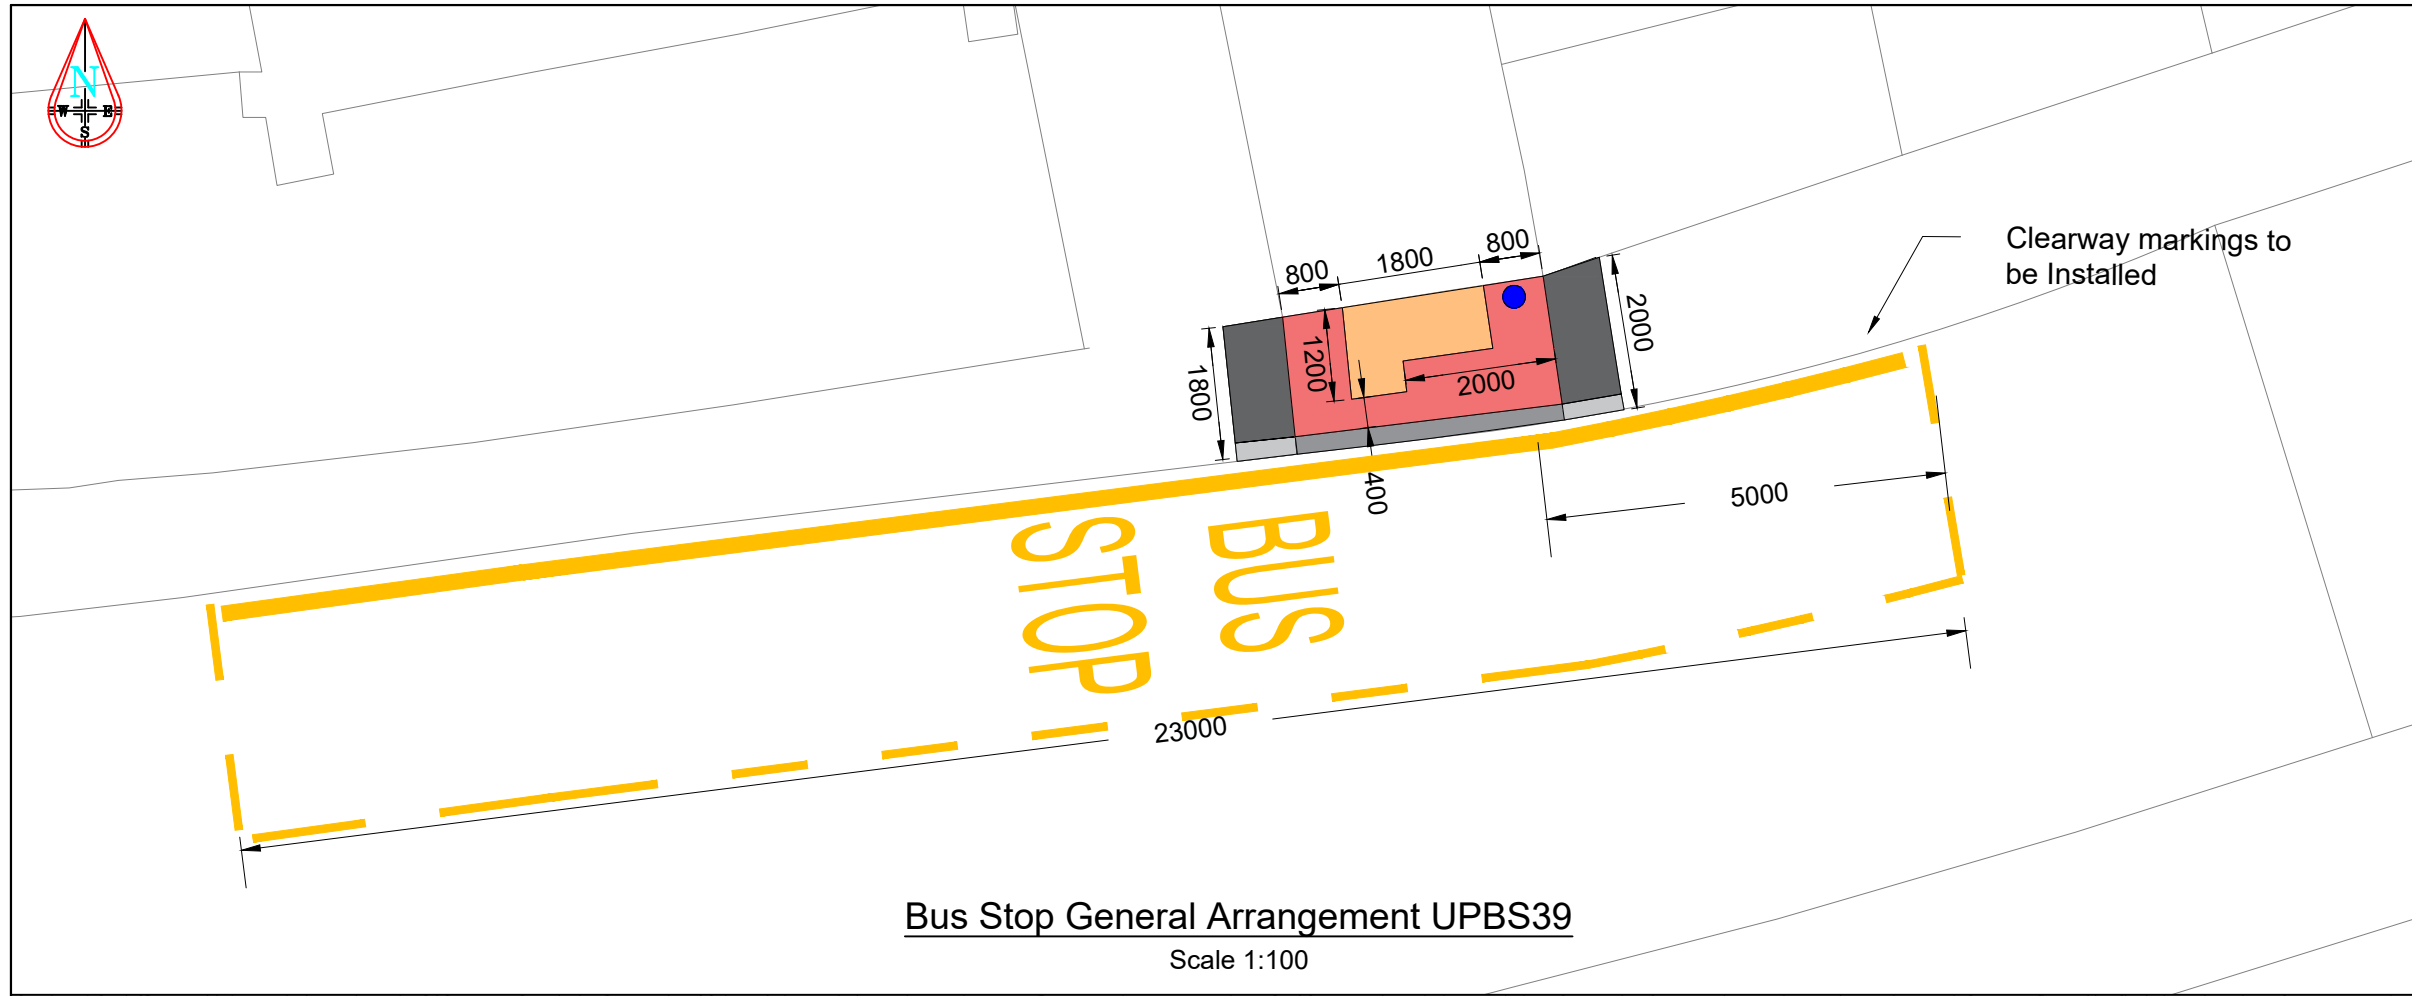 N
W
E
S
800
1800
800
Clearway markings to
be Installed
1800
1200
2000
2000
400
5000
BUS
STOP
23000
Bus Stop General Arrangement UPBS39
Scale 1:100